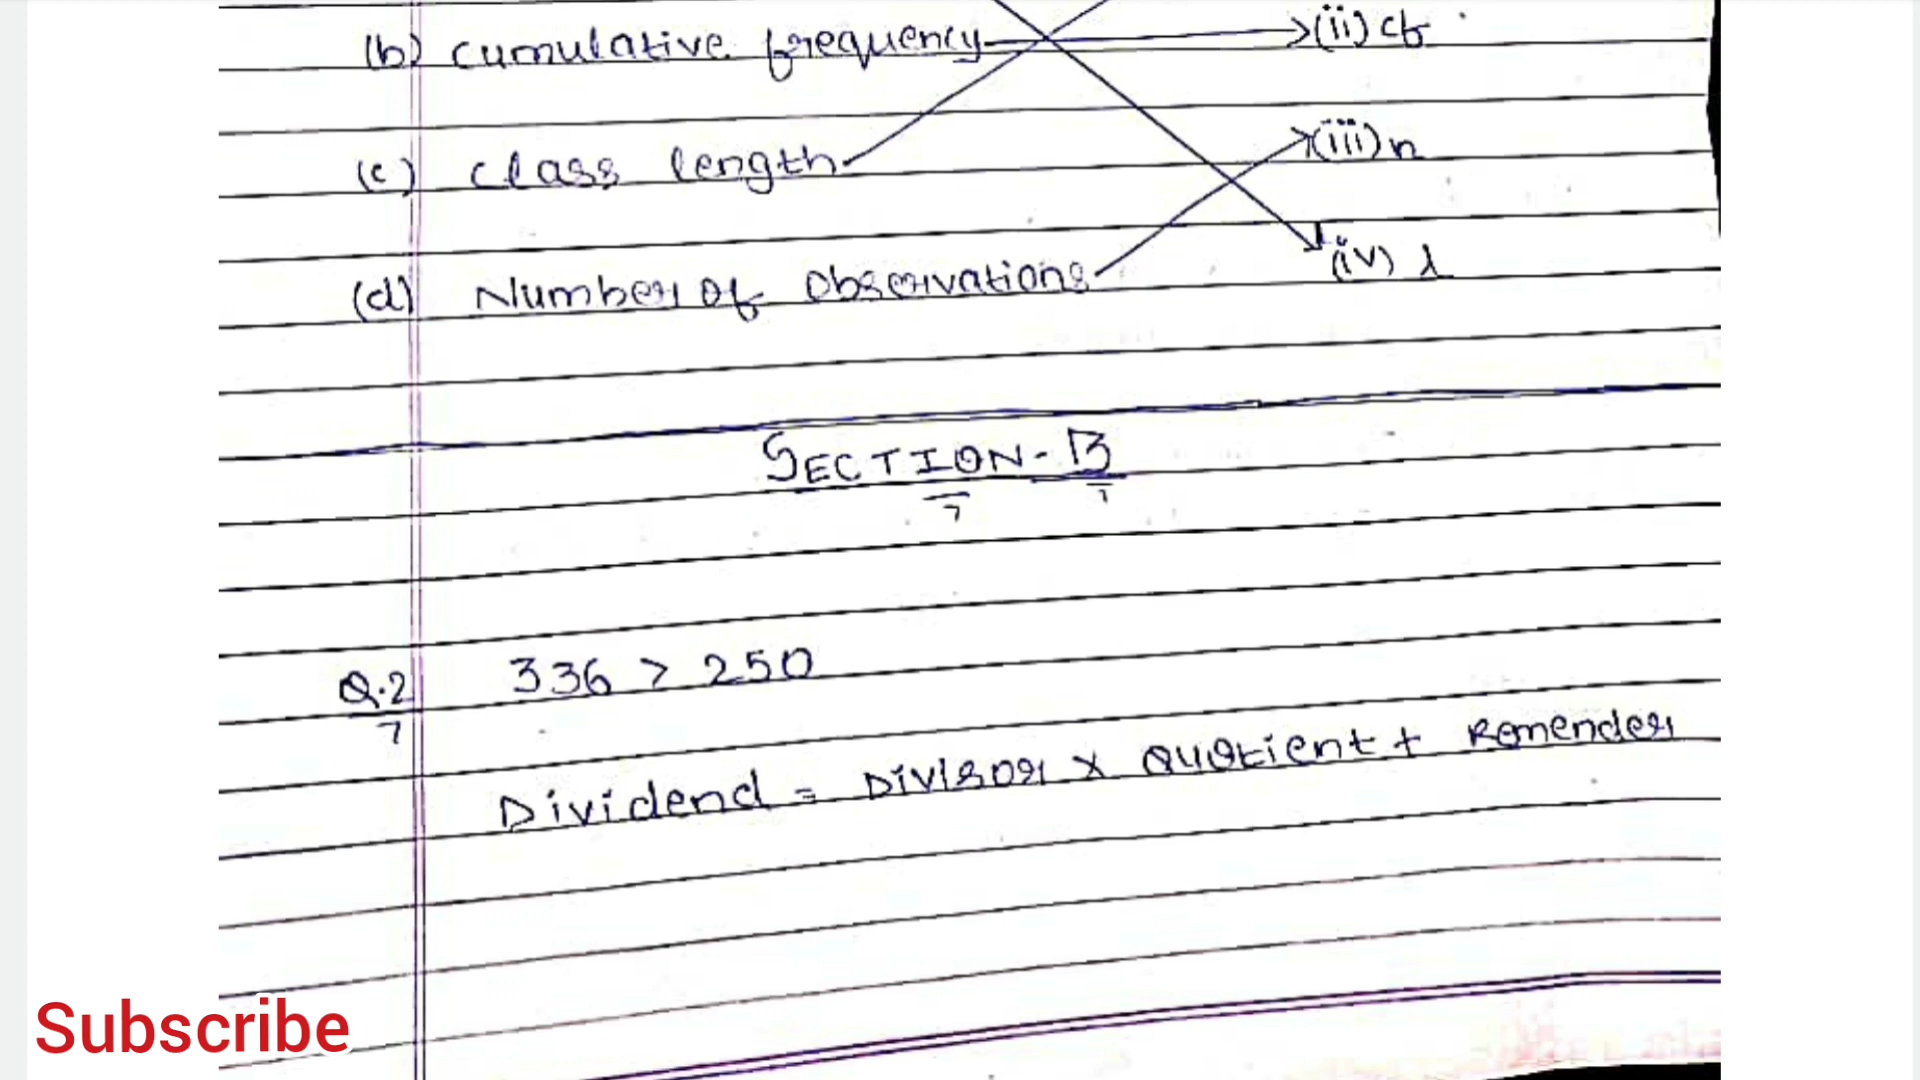 (b) Cumulative frequency (ii) cf
(c) class length (iii) n
(d) Number of Observations (iv) l
SECTION-B
Q.2 336 > 250
Dividend = Divisor x Quotient + Remender
Subscribe